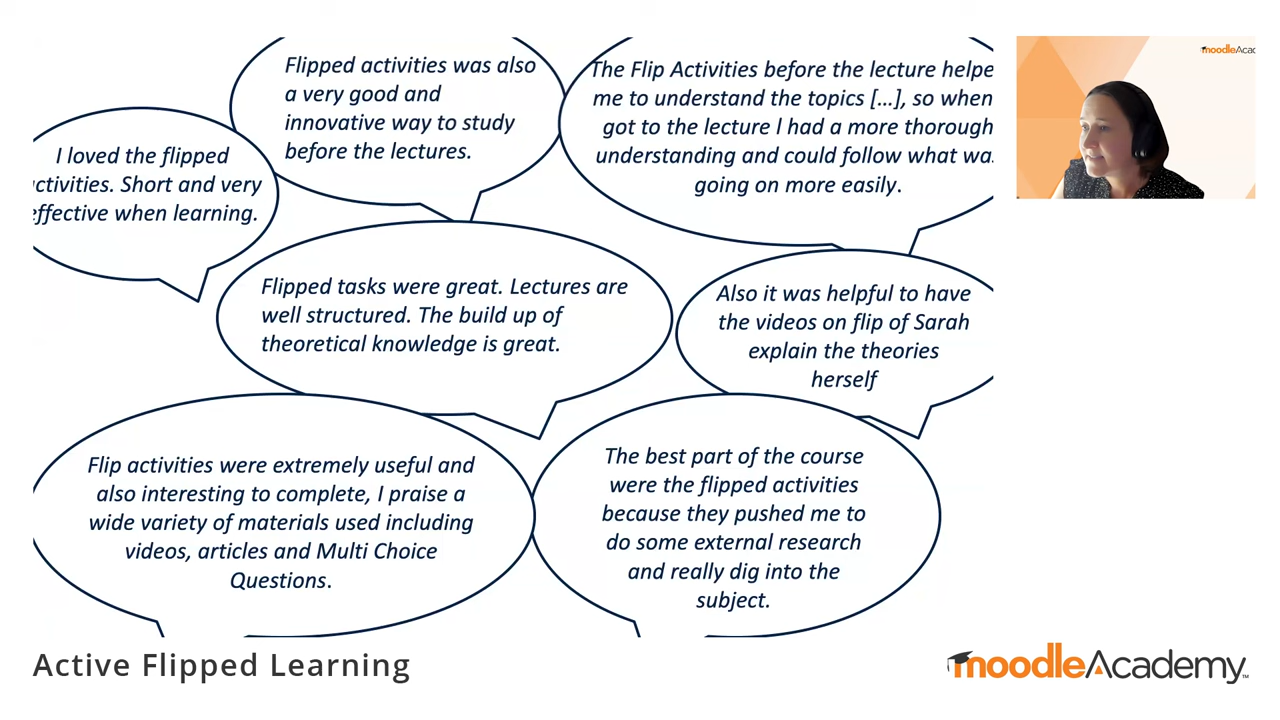 Flipped activities was also
a very good and
innovative way to study
before the lectures.
The Flip Activities before the lecture helpe
me to understand the topics [...], so when
got to the lecture I had a more thorough
understanding and could follow what wa
going on more easily.
I loved the flipped
ctivities. Short and very
effective when learning.
Flipped tasks were great. Lectures are
well structured. The build up of
theoretical knowledge is great.
Also it was helpful to have
the videos on flip of Sarah
explain the theories
herself
Flip activities were extremely useful and
also interesting to complete, I praise a
wide variety of materials used including
videos, articles and Multi Choice
Questions.
The best part of the course
were the flipped activities
because they pushed me to
do some external research
and really dig into the
subject.
moodleAcac
Active Flipped Learning
moodleAcademy™